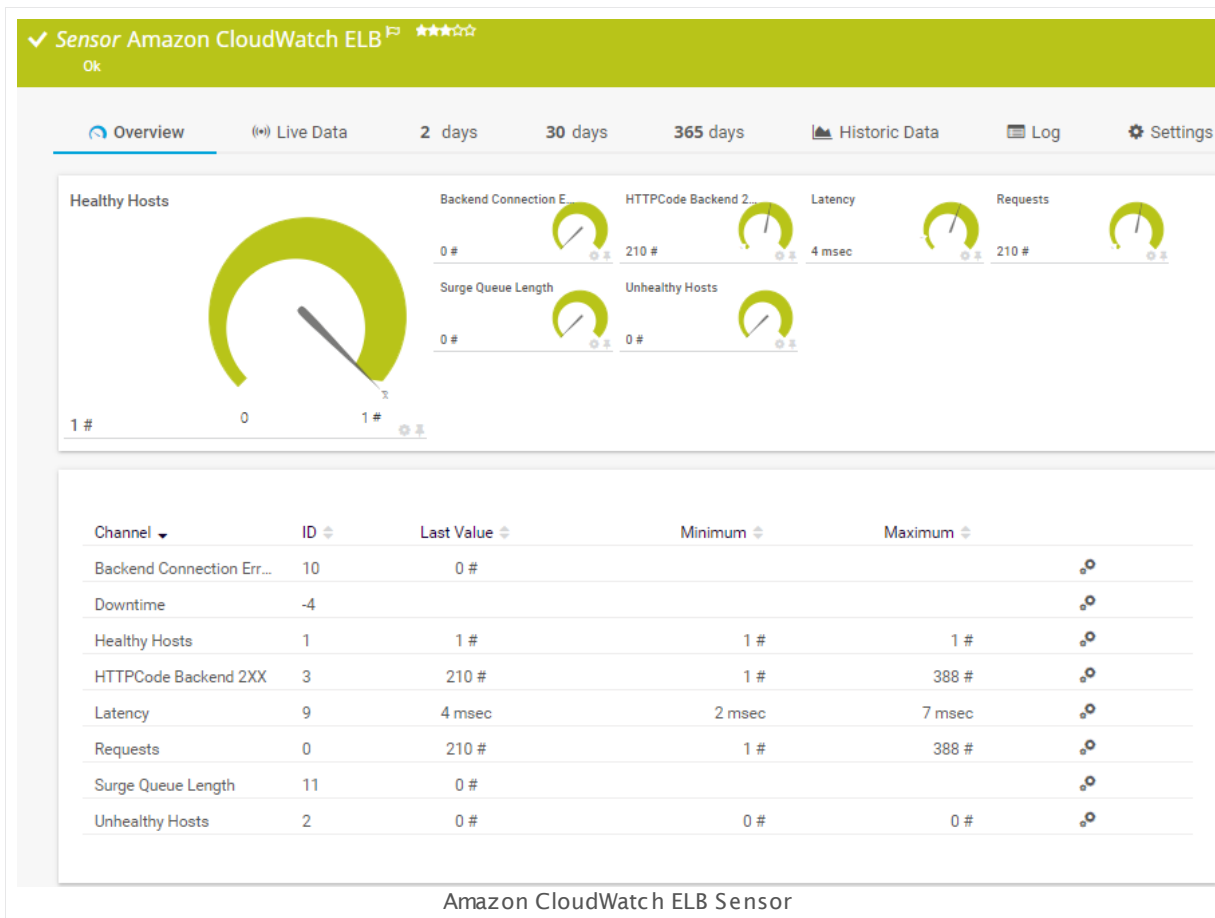 Sensor Amazon CloudWatch ELB
Ok
Overview Live Data 2 days 30 days 365 days Historic Data Log Settings
Healthy Hosts
1 #
0
1 #
Backend Connection E...
0 #
HTTPCode Backend 2...
210 #
Latency
4 msec
Requests
210 #
Surge Queue Length
0 #
Unhealthy Hosts
0 #
Channel ID Last Value Minimum Maximum
Backend Connection Err... 10 0 #
Downtime -4
Healthy Hosts 1 1 # 1 # 1 #
HTTPCode Backend 2XX 3 210 # 1 # 388 #
Latency 9 4 msec 2 msec 7 msec
Requests 0 210 # 1 # 388 #
Surge Queue Length 11 0 #
Unhealthy Hosts 2 0 # 0 # 0 #
Amazon CloudWatch ELB Sensor